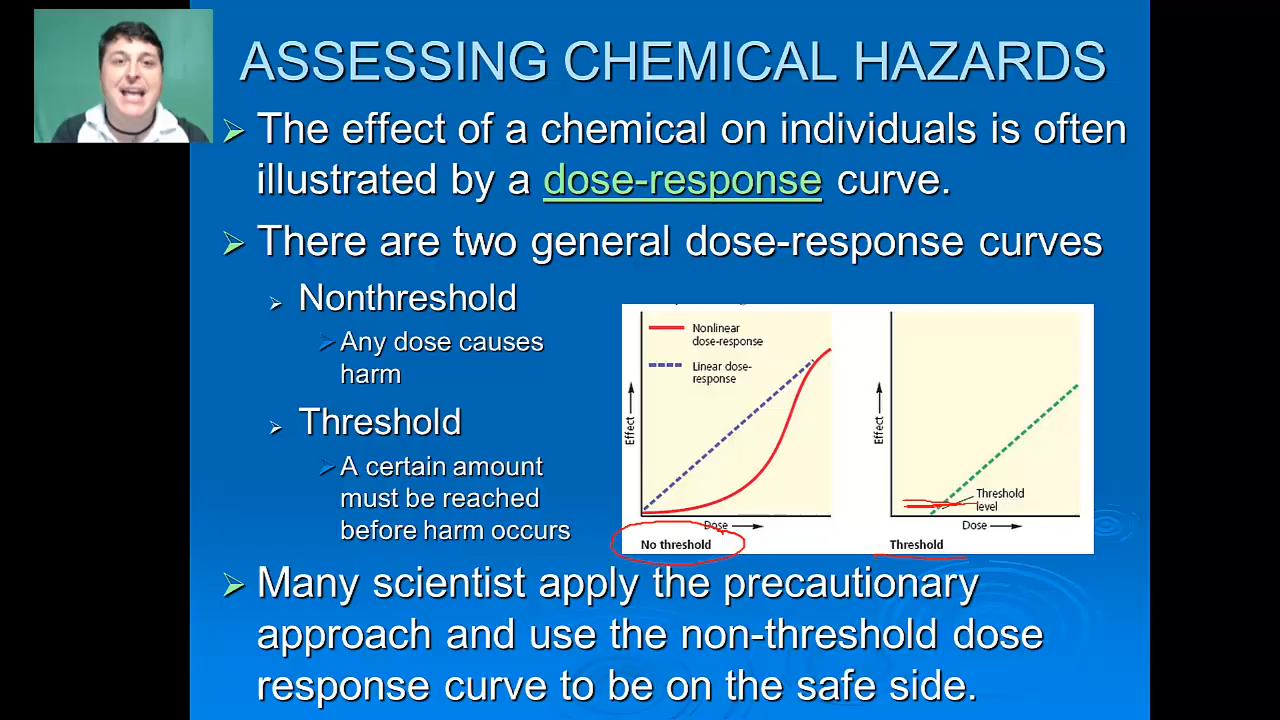 ASSESSING CHEMICAL HAZARDS
The effect of a chemical on individuals is often
illustrated by a dose-response curve.
There are two general dose-response curves
Nonthreshold
Any dose causes
harm
Threshold
A certain amount
must be reached
before harm occurs
Nonlinear
dose-response
Linear dose-
response
Effect
Dose
No threshold
Effect
Threshold
level
Dose
Threshold
Many scientist apply the precautionary
approach and use the non-threshold dose
response curve to be on the safe side.